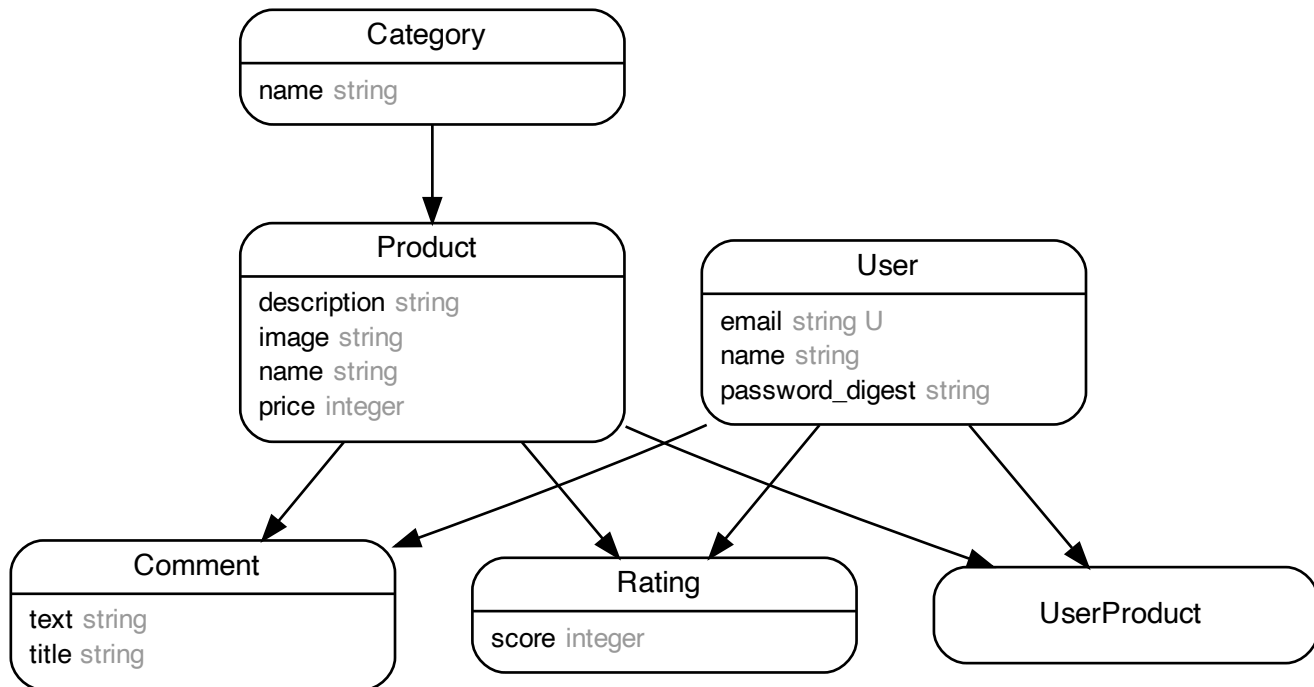 Category
name string
Product
description string
image string
name string
price integer
User
email string U
name string
password_digest string
Comment
text string
title string
Rating
score integer
UserProduct